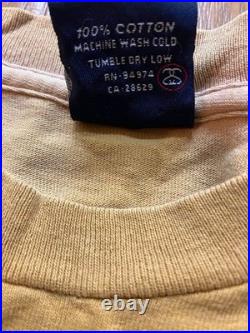 100% COTTON
MACHINE WASH COLD
TUMBLE DRY LOW
RN-94974
CA-28629